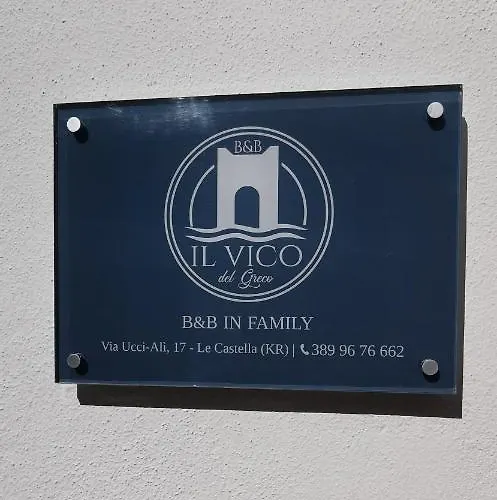 B&B
IL VICO
del Greco
B&B IN FAMILY
Via Ucci-Alì, 17 - Le Castella (KR) | 389 96 76 662